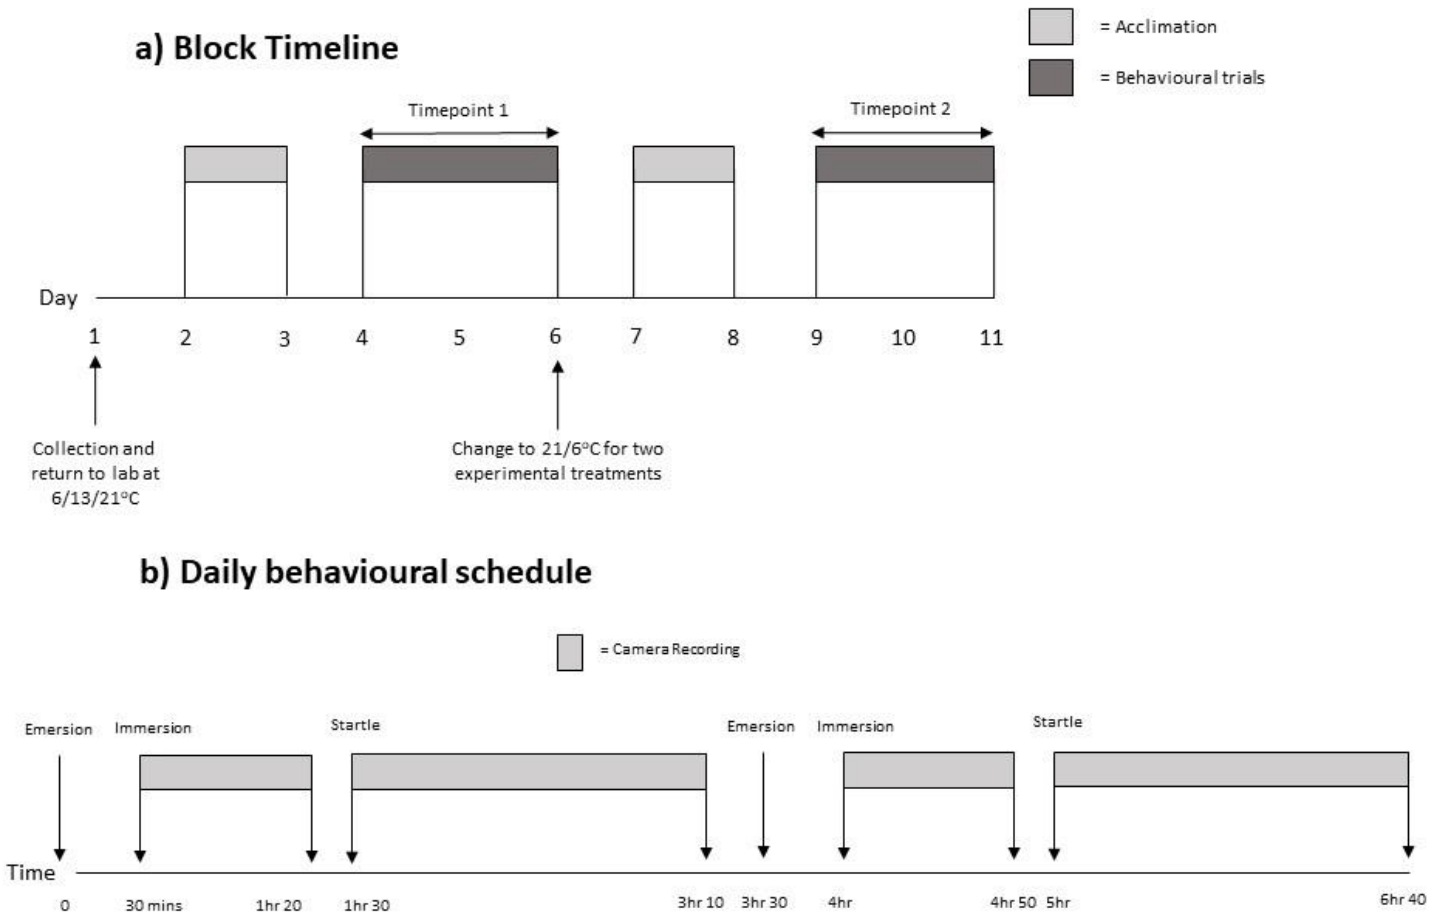 a) Block Timeline
= Acclimation
= Behavioural trials
Timepoint 1
Timepoint 2
Day
1 2 3 4 5 6 7 8 9 10 11
Collection and
return to lab at
6/13/21°C
Change to 21/6°C for two
experimental treatments
b) Daily behavioural schedule
= Camera Recording
Emersion Immersion Startle Emersion Immersion Startle
Time
0 30 mins 1hr 20 1hr 30 3hr 10 3hr 30 4hr 4hr 50 5hr 6hr 40